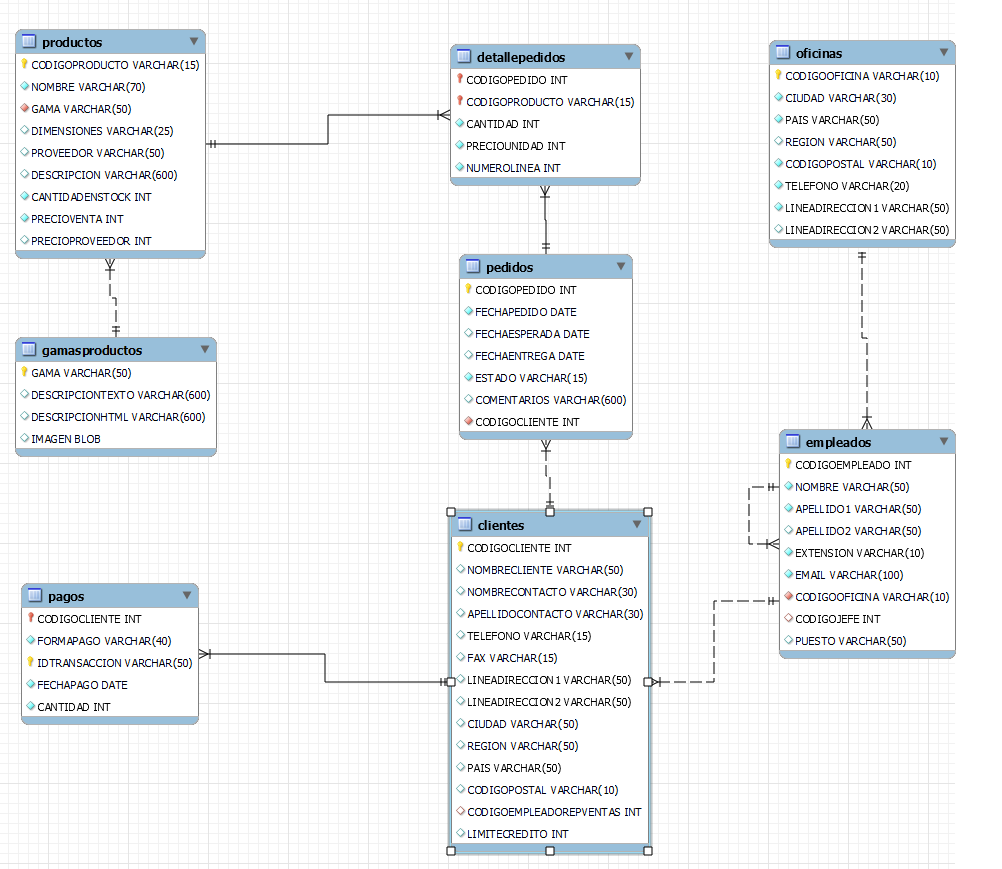 productos
CODIGOPRODUCTO VARCHAR(15)
NOMBRE VARCHAR(70)
GAMA VARCHAR(50)
DIMENSIONES VARCHAR(25)
PROVEEDOR VARCHAR(50)
DESCRIPCION VARCHAR(600)
CANTIDADENSTOCK INT
PRECIOVENTA INT
PRECIOPROVEEDOR INT
gamasproductos
GAMA VARCHAR(50)
DESCRIPCIONTEXTO VARCHAR(600)
DESCRIPCIONHTML VARCHAR(600)
IMAGEN BLOB
pagos
CODIGOCLIENTE INT
FORMAPAGO VARCHAR(40)
IDTRANSACCION VARCHAR(50)
FECHAPAGO DATE
CANTIDAD INT
detallepedidos
CODIGOPEDIDO INT
CODIGOPRODUCTO VARCHAR(15)
CANTIDAD INT
PRECIOUNIDAD INT
NUMEROLINEA INT
pedidos
CODIGOPEDIDO INT
FECHAPEDIDO DATE
FECHAESPERADA DATE
FECHAENTREGA DATE
ESTADO VARCHAR(15)
COMENTARIOS VARCHAR(600)
CODIGOCLIENTE INT
clientes
CODIGOCLIENTE INT
NOMBRECLIENTE VARCHAR(50)
NOMBRECONTACTO VARCHAR(30)
APELLIDOCONTACTO VARCHAR(30)
TELEFONO VARCHAR(15)
FAX VARCHAR(15)
LINEADIRECCION1 VARCHAR(50)
LINEADIRECCION2 VARCHAR(50)
CIUDAD VARCHAR(50)
REGION VARCHAR(50)
PAIS VARCHAR(50)
CODIGOPOSTAL VARCHAR(10)
CODIGOEMPLEADOREPVENTAS INT
LIMITECREDITO INT
oficinas
CODIGOOFICINA VARCHAR(10)
CIUDAD VARCHAR(30)
PAIS VARCHAR(50)
REGION VARCHAR(50)
CODIGOPOSTAL VARCHAR(10)
TELEFONO VARCHAR(20)
LINEADIRECCION1 VARCHAR(50)
LINEADIRECCION2 VARCHAR(50)
empleados
CODIGOEMPLEADO INT
NOMBRE VARCHAR(50)
APELLIDO1 VARCHAR(50)
APELLIDO2 VARCHAR(50)
EXTENSION VARCHAR(10)
EMAIL VARCHAR(100)
CODIGOOFICINA VARCHAR(10)
CODIGOJEFE INT
PUESTO VARCHAR(50)